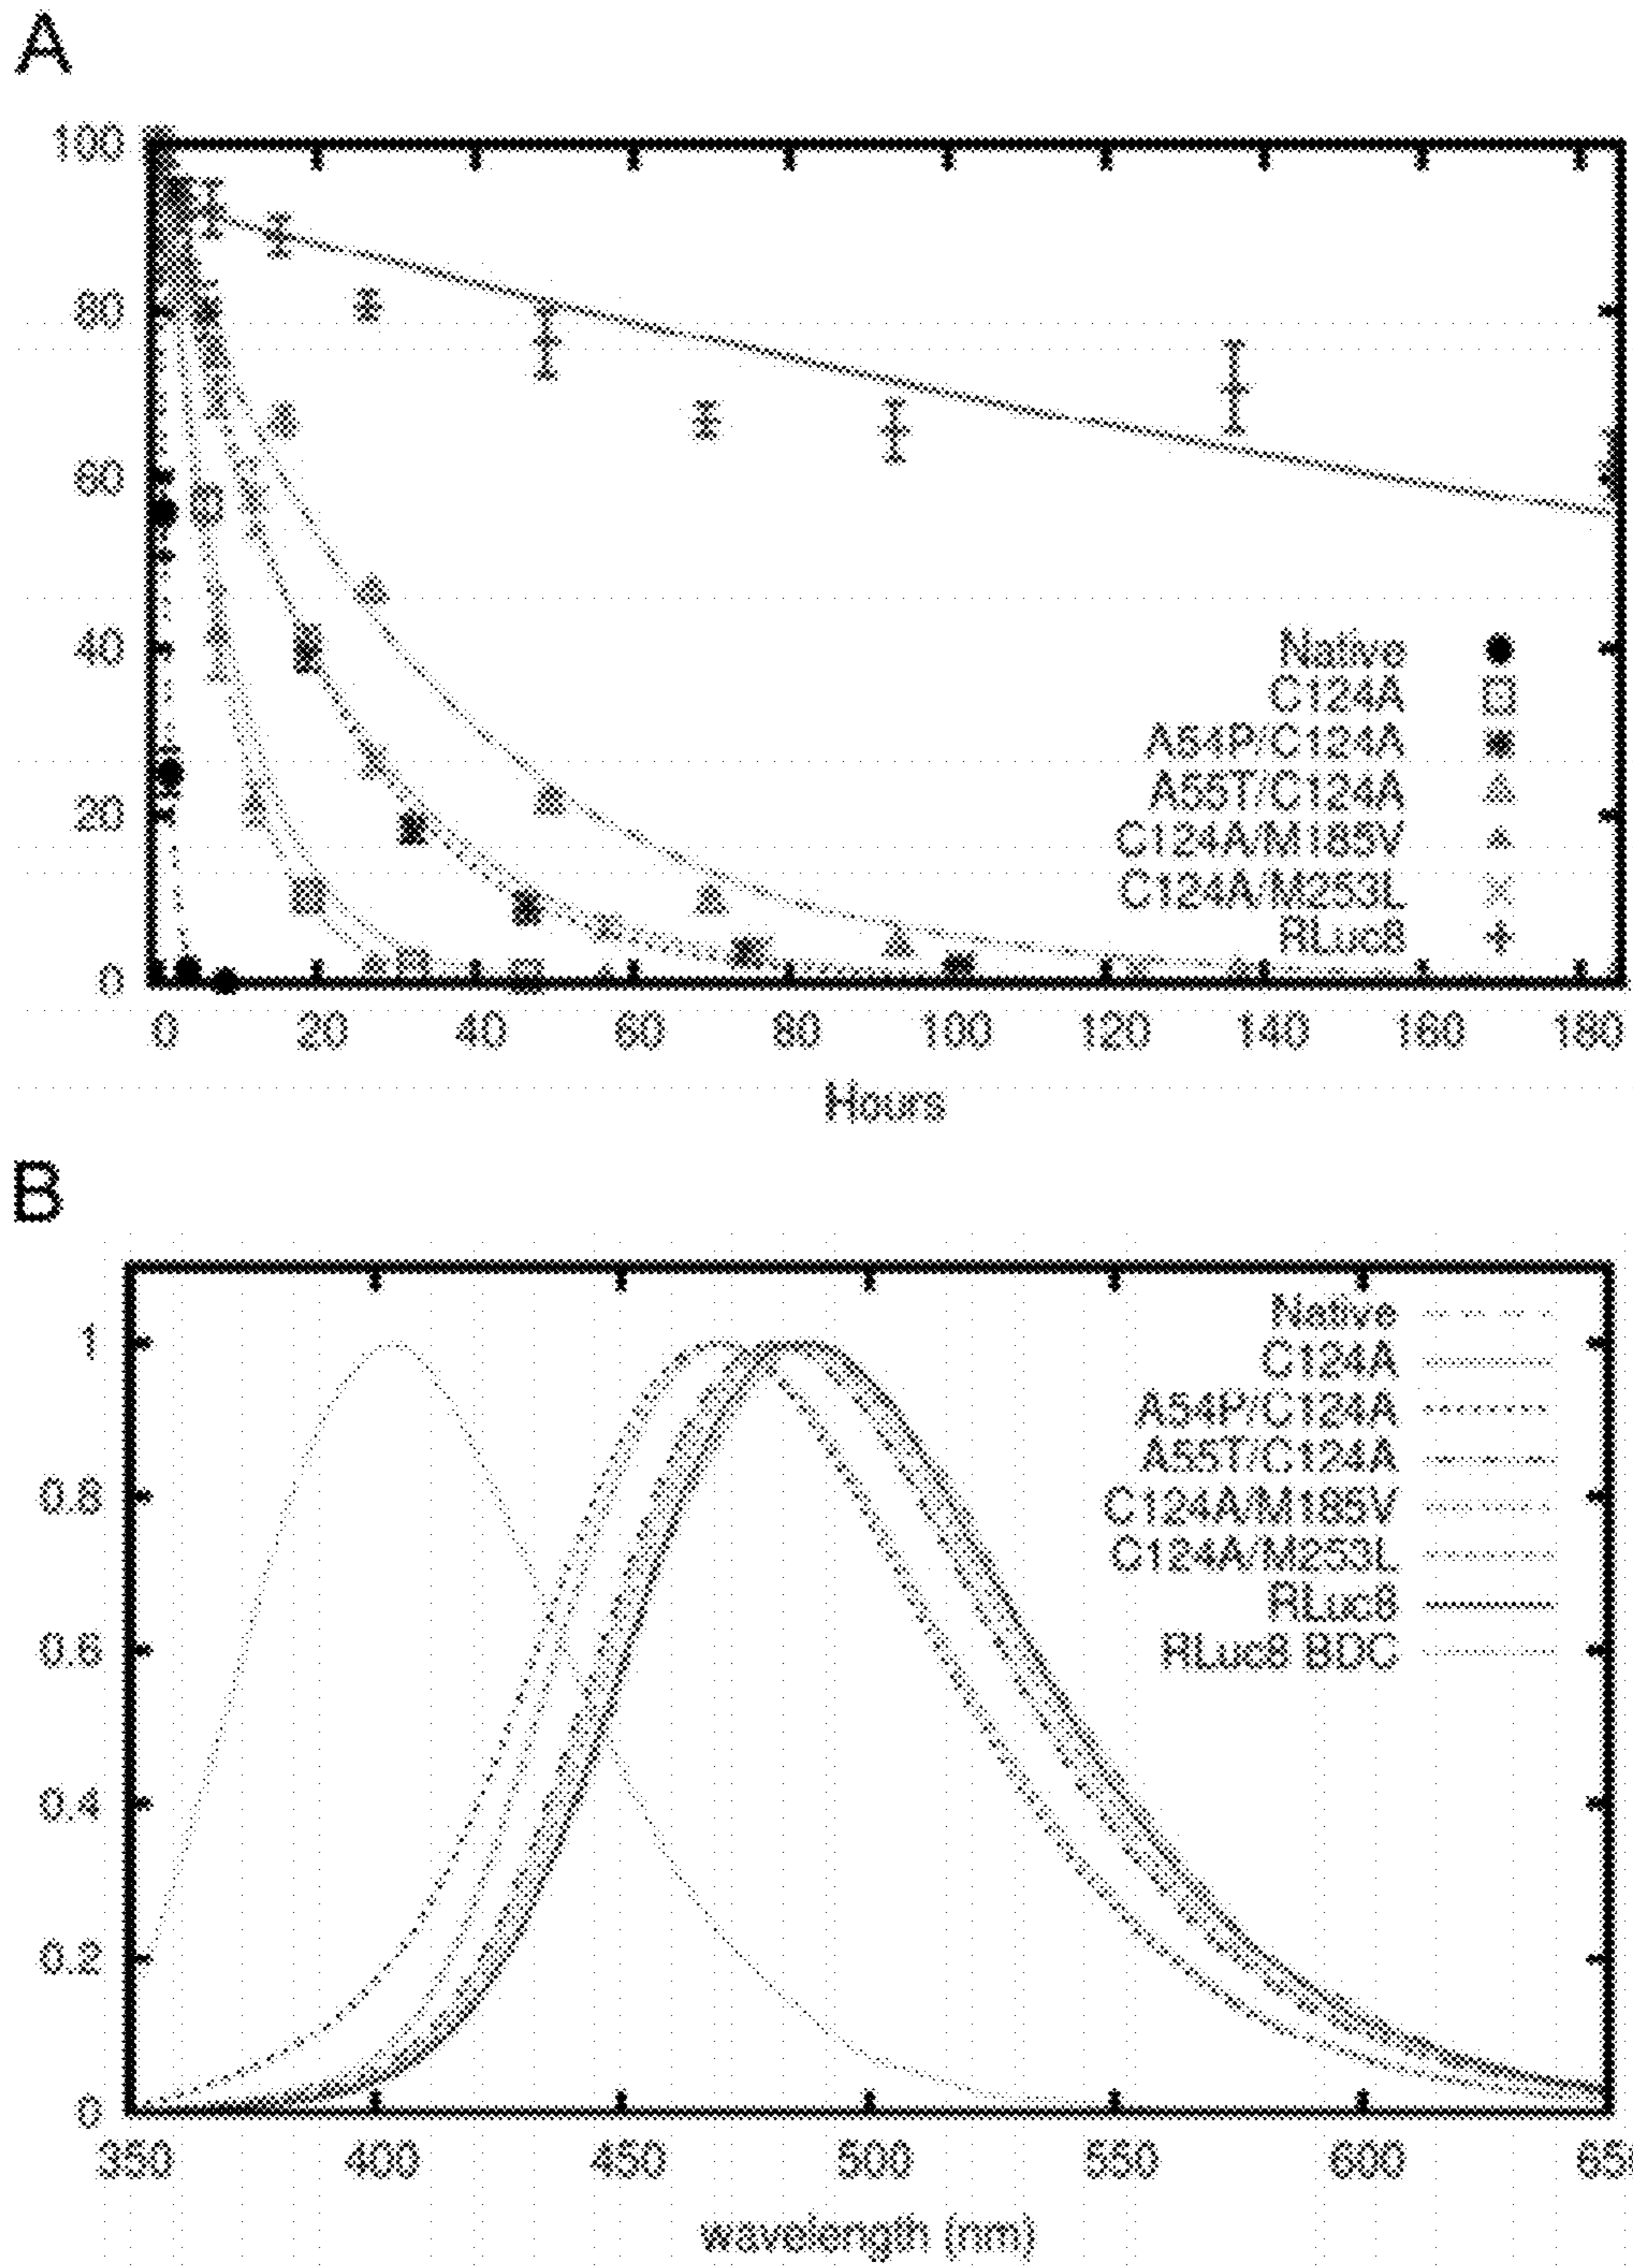 A
100
80
60
40
20
0
Native
C124A
A54P/C124A
A55T/C124A
C124A/M185V
C124A/M253L
RLuc8
0 20 40 60 80 100 120 140 160 180
Hours
B
1
0.8
0.6
0.4
0.2
0
Native
C124A
A54P/C124A
A55T/C124A
C124A/M185V
C124A/M253L
RLuc8
RLuc8 BDC
350 400 450 500 550 600
wavelength (nm)